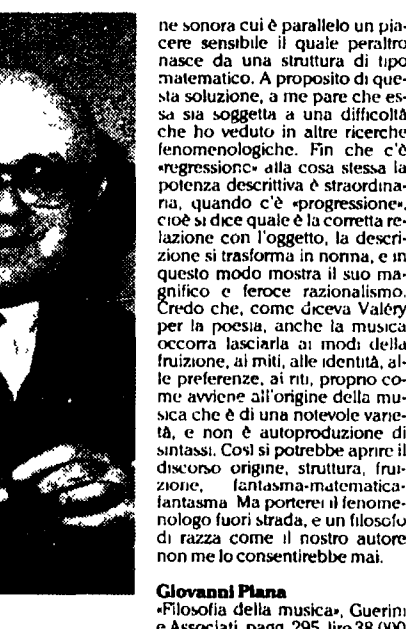 ne sonora cui è parallelo un pia-
cere sensibile il quale peraltro
nasce da una struttura di tipo
matematico. A proposito di que-
sta soluzione, a me pare che es-
sa sia soggetta a una difficoltà
che ho veduto in altre ricerche
fenomenologiche. Fin che c'è
«regressione» alla cosa stessa la
potenza descrittiva è straordina-
ria, quando c'è «progressione»,
cioè si dice quale è la corretta re-
lazione con l'oggetto, la descri-
zione si trasforma in norma, e in
questo modo mostra il suo ma-
gnifico e feroce razionalismo.
Credo che, come diceva Valéry
per la poesia, anche la musica
occorra lasciarla ai modi della
fruizione, ai miti, alle identità, al-
le preferenze, ai riti, proprio co-
me avviene all'origine della mu-
sica che è di una notevole varie-
tà, e non è autoproduzione di
sintassi. Così si potrebbe aprire il
discorso origine, struttura, frui-
zione, fantasma-matematica-
fantasma Ma porterei il fenome-
nologo fuori strada, e un filosofo
di razza come il nostro autore
non me lo consentirebbe mai.
Giovanni Piana
«Filosofia della musica», Guerini
e Associati, pagg. 295, lire 38.000